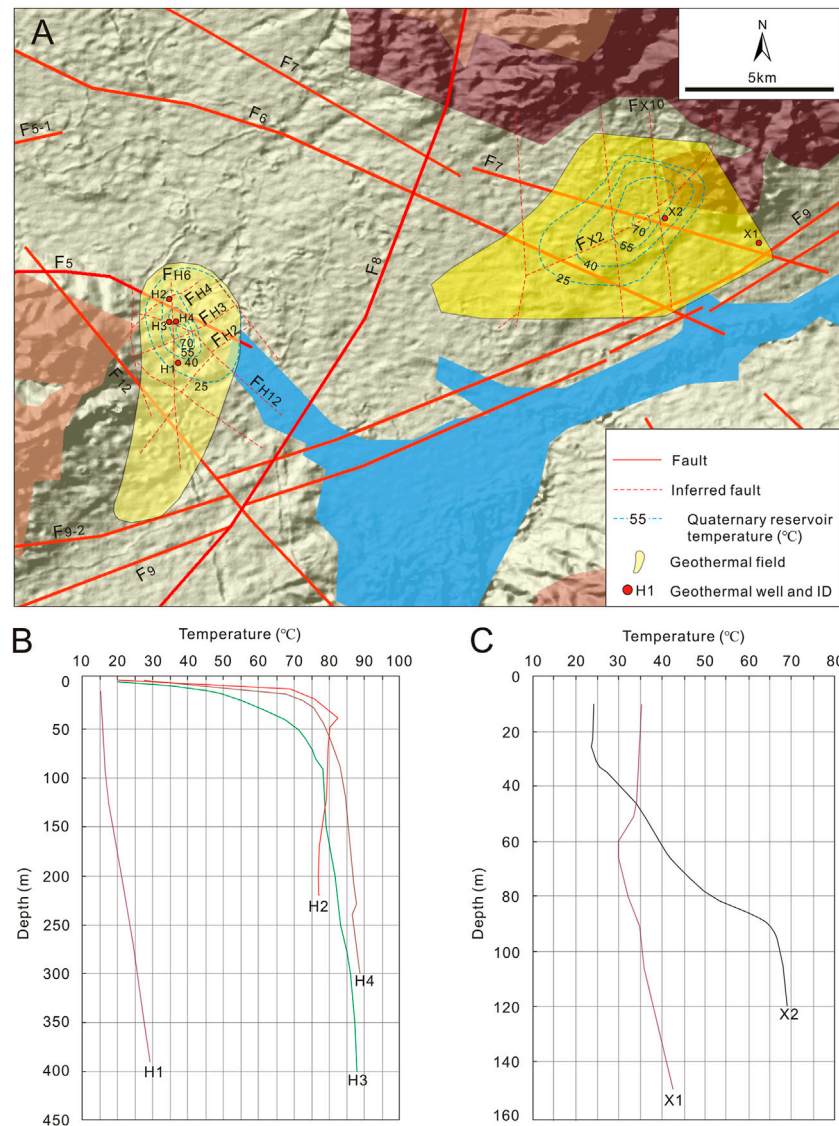 A
N
5km
F7
F6
F5-1
FX10
F7
X2
X1
F9
70
FX2
55
40
25
F8
F5
FH6
H2
FH4
H3
H4
FH3
FH2
70
55
H1
40
25
F12
FH12
F9-2
F9
Fault
Inferred fault
55 Quaternary reservoir
temperature (℃)
Geothermal field
H1 Geothermal well and ID
B
Temperature (℃)
10 20 30 40 50 60 70 80 90 100
0
50
100
150
200
250
300
350
400
450
Depth (m)
H1
H2
H4
H3
C
Temperature (℃)
10 20 30 40 50 60 70 80
0
20
40
60
80
100
120
140
160
Depth (m)
X2
X1